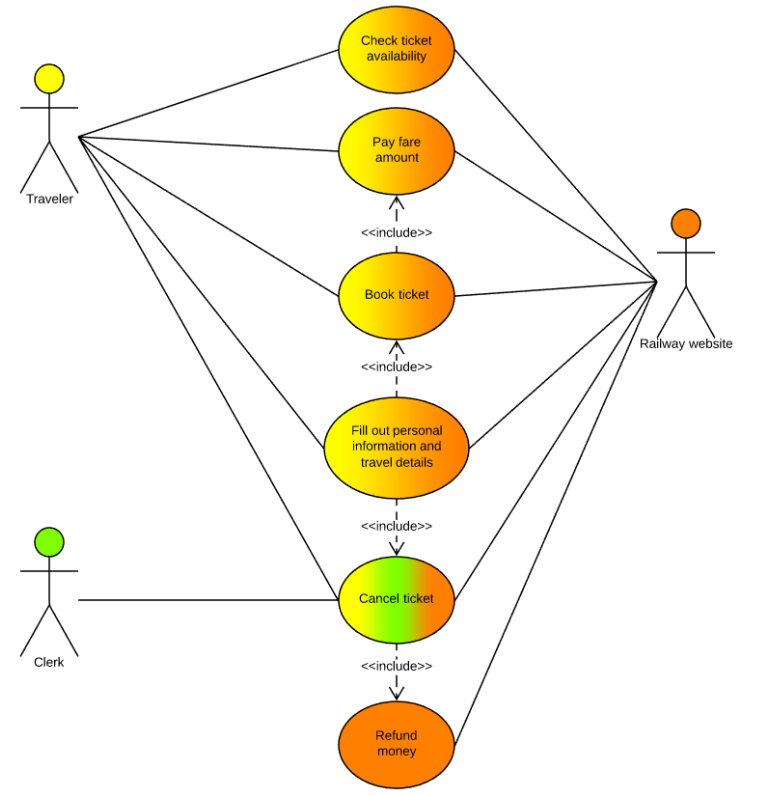 Check ticket
availability
Pay fare
amount
Traveler
<<include>>
Book ticket
Railway website
<<include>>
Fill out personal
information and
travel details
<<include>>
Cancel ticket
Clerk
<<include>>
Refund
money